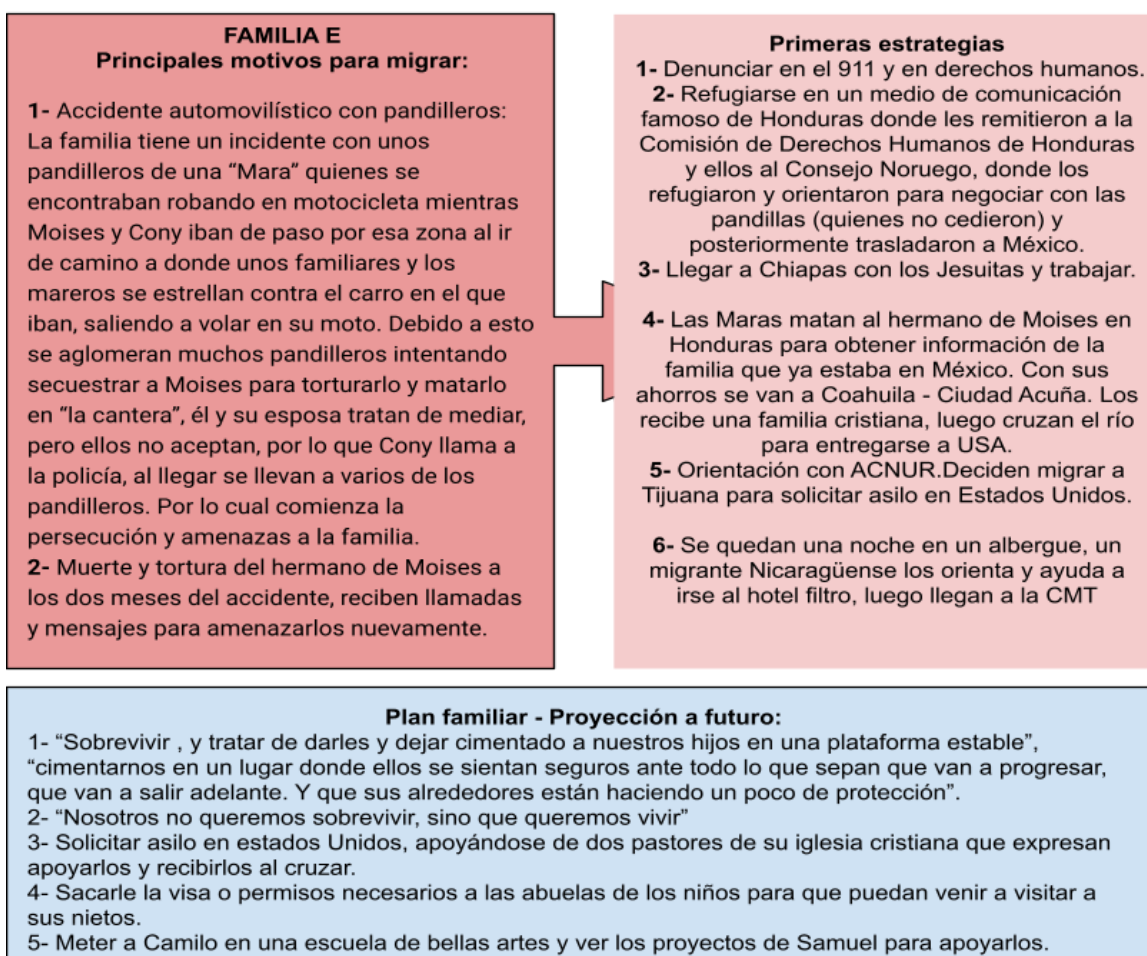 FAMILIA E
Principales motivos para migrar:
1- Accidente automovilístico con pandilleros:
La familia tiene un incidente con unos
pandilleros de una “Mara” quienes se
encontraban robando en motocicleta mientras
Moises y Cony iban de paso por esa zona al ir
de camino a donde unos familiares y los
mareros se estrellan contra el carro en el que
iban, saliendo a volar en su moto. Debido a esto
se aglomeran muchos pandilleros intentando
secuestrar a Moises para torturarlo y matarlo
en “la cantera”, él y su esposa tratan de mediar,
pero ellos no aceptan, por lo que Cony llama a
la policía, al llegar se llevan a varios de los
pandilleros. Por lo cual comienza la
persecución y amenazas a la familia.
2- Muerte y tortura del hermano de Moises a
los dos meses del accidente, reciben llamadas
y mensajes para amenazarlos nuevamente.
Primeras estrategias
1- Denunciar en el 911 y en derechos humanos.
2- Refugiarse en un medio de comunicación
famoso de Honduras donde les remitieron a la
Comisión de Derechos Humanos de Honduras
y ellos al Consejo Noruego, donde los
refugiaron y orientaron para negociar con las
pandillas (quienes no cedieron) y
posteriormente trasladaron a México.
3- Llegar a Chiapas con los Jesuitas y trabajar.
4- Las Maras matan al hermano de Moises en
Honduras para obtener información de la
familia que ya estaba en México. Con sus
ahorros se van a Coahuila - Ciudad Acuña. Los
recibe una familia cristiana, luego cruzan el río
para entregarse a USA.
5- Orientación con ACNUR.Deciden migrar a
Tijuana para solicitar asilo en Estados Unidos.
6- Se quedan una noche en un albergue, un
migrante Nicaragüense los orienta y ayuda a
irse al hotel filtro, luego llegan a la CMT
Plan familiar - Proyección a futuro:
1- “Sobrevivir , y tratar de darles y dejar cimentado a nuestros hijos en una plataforma estable”,
“cimentarnos en un lugar donde ellos se sientan seguros ante todo lo que sepan que van a progresar,
que van a salir adelante. Y que sus alrededores están haciendo un poco de protección”.
2- “Nosotros no queremos sobrevivir, sino que queremos vivir”
3- Solicitar asilo en estados Unidos, apoyándose de dos pastores de su iglesia cristiana que expresan
apoyarlos y recibirlos al cruzar.
4- Sacarle la visa o permisos necesarios a las abuelas de los niños para que puedan venir a visitar a
sus nietos.
5- Meter a Camilo en una escuela de bellas artes y ver los proyectos de Samuel para apoyarlos.